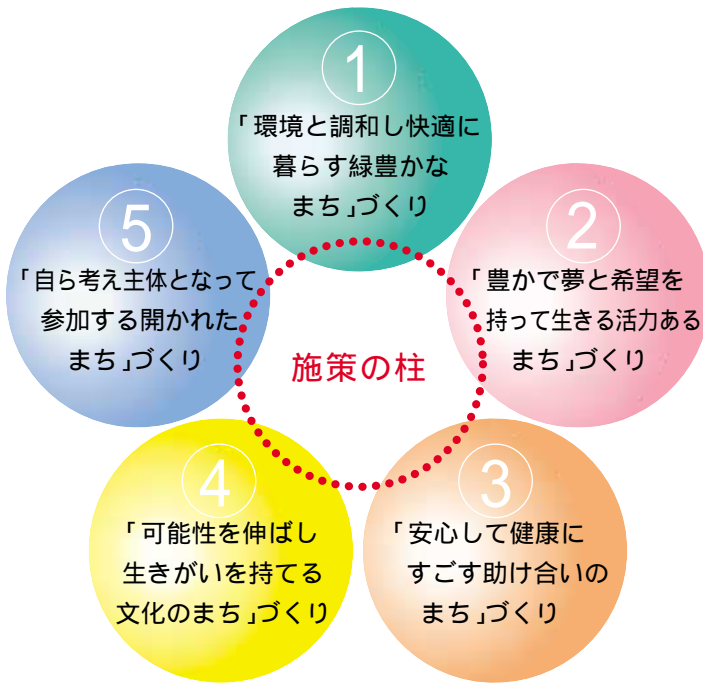 1
「環境と調和し快適に
暮らす緑豊かな
まち」づくり
2
「豊かで夢と希望を
持って生きる活力ある
まち」づくり
3
「安心して健康に
すごす助け合いの
まち」づくり
4
「可能性を伸ばし
生きがいを持てる
文化のまち」づくり
5
「自ら考え主体となって
参加する開かれた
まち」づくり
施策の柱